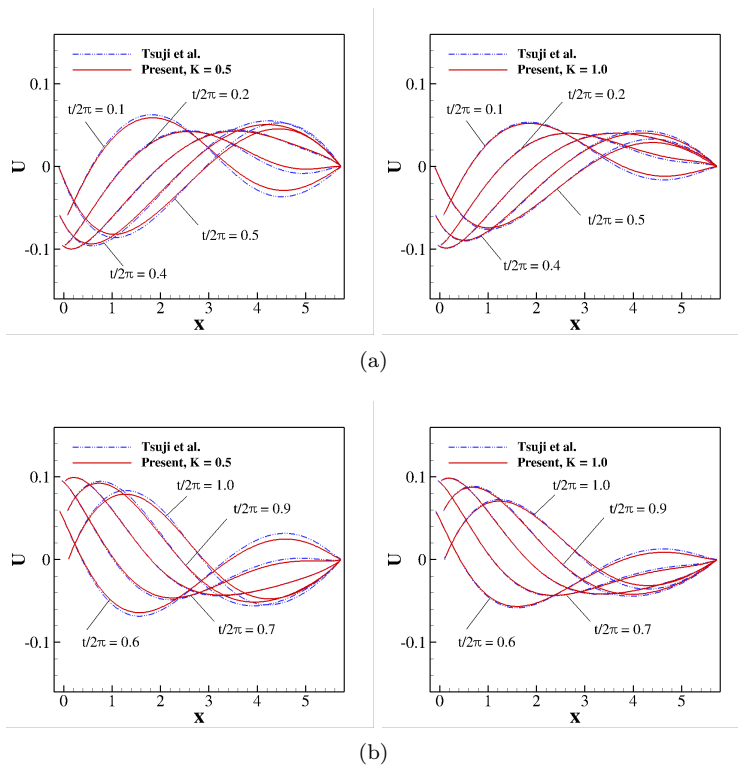 Tsuji et al.
Present, K = 0.5
t/2π = 0.1
t/2π = 0.2
t/2π = 0.5
t/2π = 0.4
0.1
0
-0.1
U
0 1 2 3 4 5
x
Tsuji et al.
Present, K = 1.0
t/2π = 0.1
t/2π = 0.2
t/2π = 0.5
t/2π = 0.4
0.1
0
-0.1
U
0 1 2 3 4 5
x
(a)
Tsuji et al.
Present, K = 0.5
t/2π = 1.0
t/2π = 0.9
t/2π = 0.7
t/2π = 0.6
0.1
0
-0.1
U
0 1 2 3 4 5
x
Tsuji et al.
Present, K = 1.0
t/2π = 1.0
t/2π = 0.9
t/2π = 0.7
t/2π = 0.6
0.1
0
-0.1
U
0 1 2 3 4 5
x
(b)